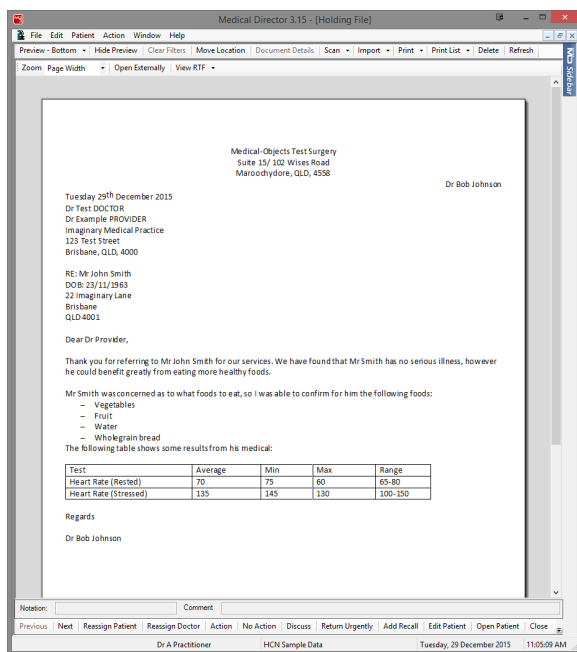 Medical Director 3.15 - [Holding File]
File Edit Patient Action Window Help
Preview - Bottom Hide Preview Clear Filters Move Location Document Details Scan Import Print Print List Delete Refresh
MD Sidebar
Zoom Page Width Open Externally View RTF
Medical-Objects Test Surgery
Suite 15/ 102 Wises Road
Maroochydore, QLD, 4558
Dr Bob Johnson
Tuesday 29th December 2015
Dr Test DOCTOR
Dr Example PROVIDER
Imaginary Medical Practice
123 Test Street
Brisbane, QLD, 4000
RE: Mr John Smith
DOB: 23/11/1963
22 Imaginary Lane
Brisbane
QLD 4001
Dear Dr Provider,
Thank you for referring to Mr John Smith for our services. We have found that Mr Smith has no serious illness, however
he could benefit greatly from eating more healthy foods.
Mr Smith was concerned as to what foods to eat, so I was able to confirm for him the following foods:
– Vegetables
– Fruit
– Water
– Wholegrain bread
The following table shows some results from his medical:
Test Average Min Max Range
Heart Rate (Rested) 70 75 60 65-80
Heart Rate (Stressed) 135 145 130 100-150
Regards
Dr Bob Johnson
Notation: Comment
Previous Next Reassign Patient Reassign Doctor Action No Action Discuss Return Urgently Add Recall Edit Patient Open Patient Close
Dr A Practitioner HCN Sample Data Tuesday, 29 December 2015 11:05:09 AM